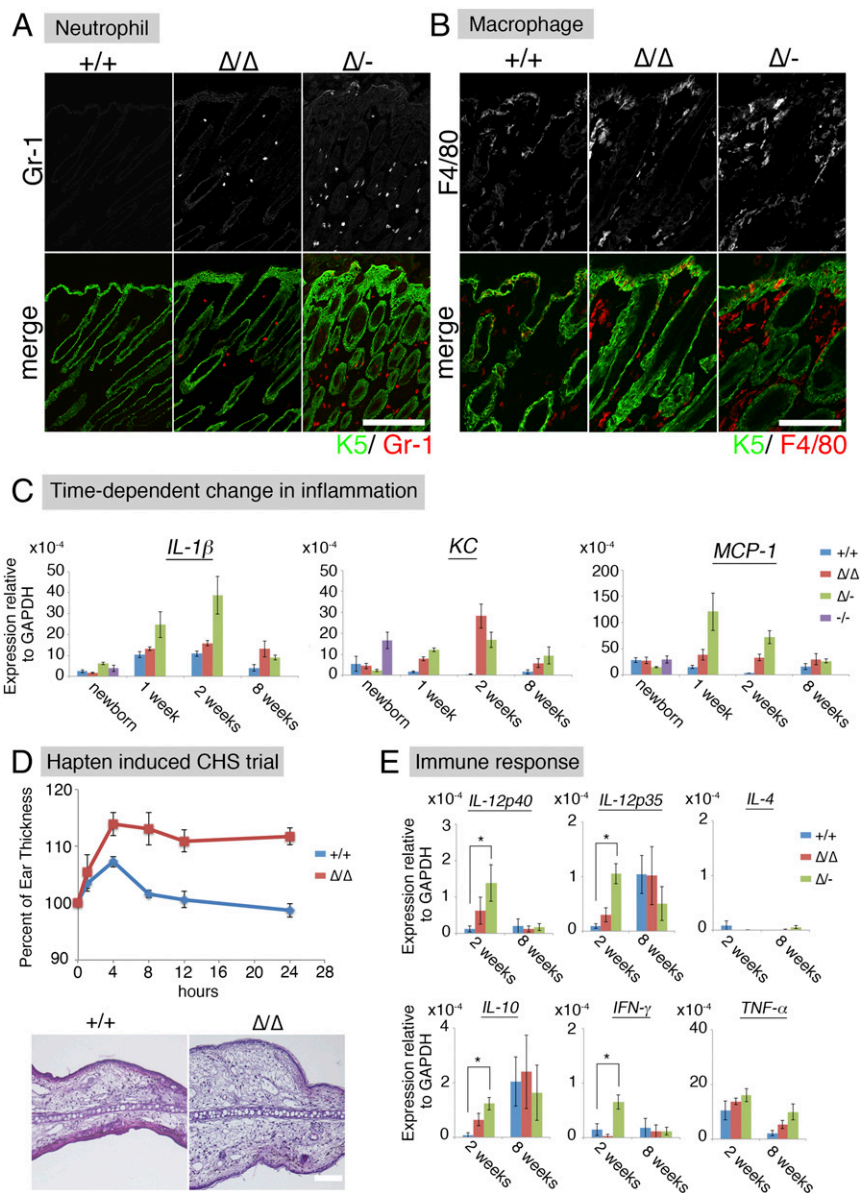 A Neutrophil
+/+ Δ/Δ Δ/-
Gr-1
merge
K5/ Gr-1
B Macrophage
+/+ Δ/Δ Δ/-
F4/80
merge
K5/ F4/80
C Time-dependent change in inflammation
Expression relative
to GAPDH
x10-4
IL-1β
50
40
30
20
10
0
newborn 1 week 2 weeks 8 weeks
x10-4
KC
50
40
30
20
10
0
newborn 1 week 2 weeks 8 weeks
x10-4
MCP-1
200
150
100
50
0
newborn 1 week 2 weeks 8 weeks
+/+
Δ/Δ
Δ/-
-/-
D Hapten induced CHS trial
Percent of Ear Thickness
120
110
100
90
0 4 8 12 16 20 24 28
hours
+/+
Δ/Δ
+/+ Δ/Δ
E Immune response
Expression relative
to GAPDH
x10-4
IL-12p40
3
2
1
0
*
2 weeks 8 weeks
x10-4
IL-12p35
2
1
0
*
2 weeks 8 weeks
x10-4
IL-4
2
1
0
2 weeks 8 weeks
+/+
Δ/Δ
Δ/-
Expression relative
to GAPDH
x10-4
IL-10
4
3
2
1
0
*
2 weeks 8 weeks
x10-4
IFN-γ
2
1
0
*
2 weeks 8 weeks
x10-4
TNF-α
40
20
0
2 weeks 8 weeks